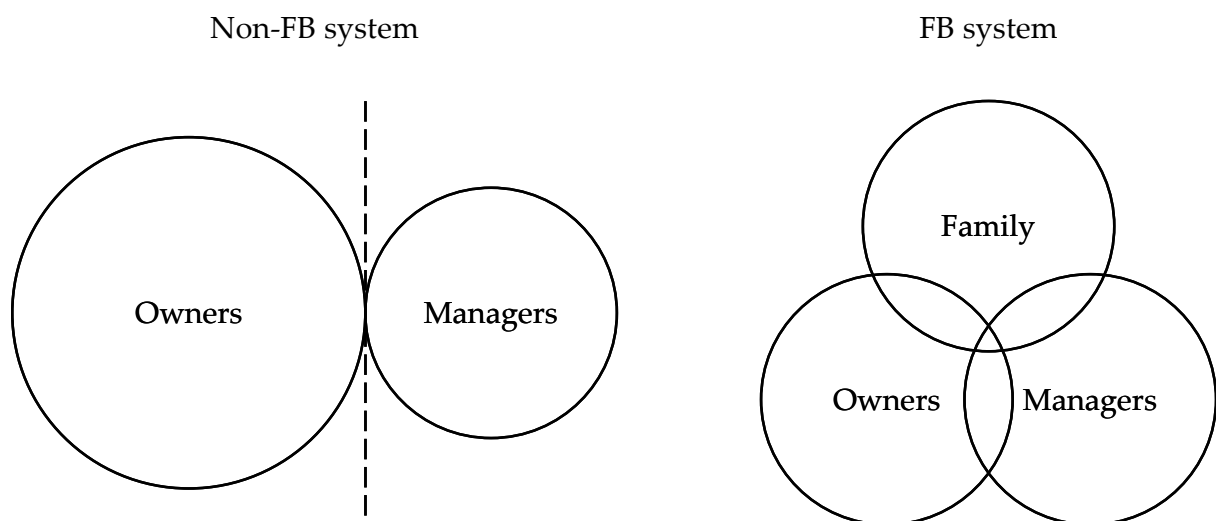 Non-FB system
FB system
Family
Owners
Managers
Owners
Managers